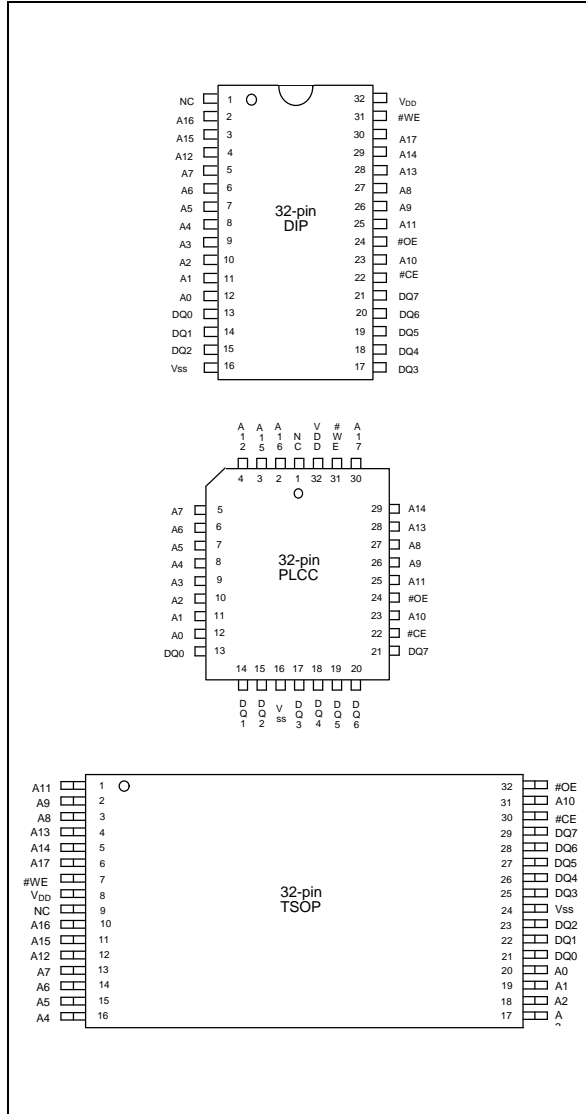 NC 1 32 VDD
A16 2 31 #WE
A15 3 30 A17
A12 4 29 A14
A7 5 28 A13
A6 6 27 A8
A5 7 26 A9
A4 8 25 A11
A3 9 24 #OE
A2 10 23 A10
A1 11 22 #CE
A0 12 21 DQ7
DQ0 13 20 DQ6
DQ1 14 19 DQ5
DQ2 15 18 DQ4
Vss 16 17 DQ3
32-pin
DIP
A12 A15 A16 NC VDD #WE A17
4 3 2 1 32 31 30
A7 5 29 A14
A6 6 28 A13
A5 7 27 A8
A4 8 26 A9
A3 9 25 A11
A2 10 24 #OE
A1 11 23 A10
A0 12 22 #CE
DQ0 13 21 DQ7
32-pin
PLCC
14 15 16 17 18 19 20
DQ1 DQ2 Vss DQ3 DQ4 DQ5 DQ6
A11 1 32 #OE
A9 2 31 A10
A8 3 30 #CE
A13 4 29 DQ7
A14 5 28 DQ6
A17 6 27 DQ5
#WE 7 26 DQ4
VDD 8 25 DQ3
NC 9 24 Vss
A16 10 23 DQ2
A15 11 22 DQ1
A12 12 21 DQ0
A7 13 20 A0
A6 14 19 A1
A5 15 18 A2
A4 16 17 A
32-pin
TSOP